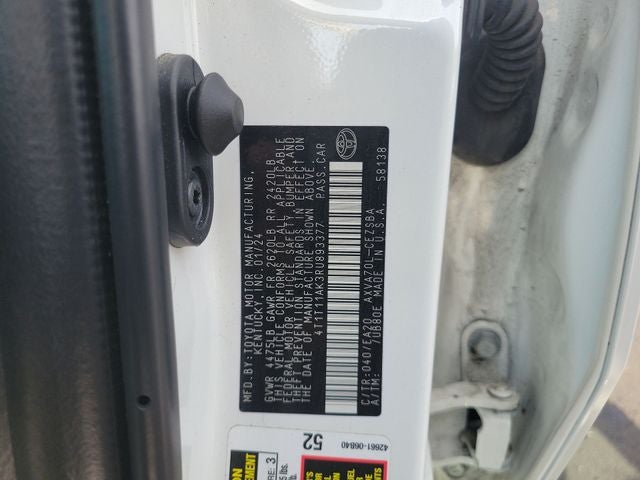 MFD.BY:TOYOTA MOTOR MANUFACTURING,
KENTUCKY, INC. 01/24
GVWR 4475LB GAWR FR 2620LB RR 2420LB
THIS VEHICLE CONFORMS TO ALL APPLICABLE
FEDERAL MOTOR VEHICLE SAFETY, BUMPER AND
THEFT PREVENTION STANDARDS IN EFFECT ON
THE DATE OF MANUFACTURE SHOWN ABOVE.
4T1T11AK3RU893377 PASS.CAR
C/TR:040/EA20 AXVA70L-CEZSBA
A/TM: /UB80E MADE IN U.S.A.
58138
52
42661-06B40